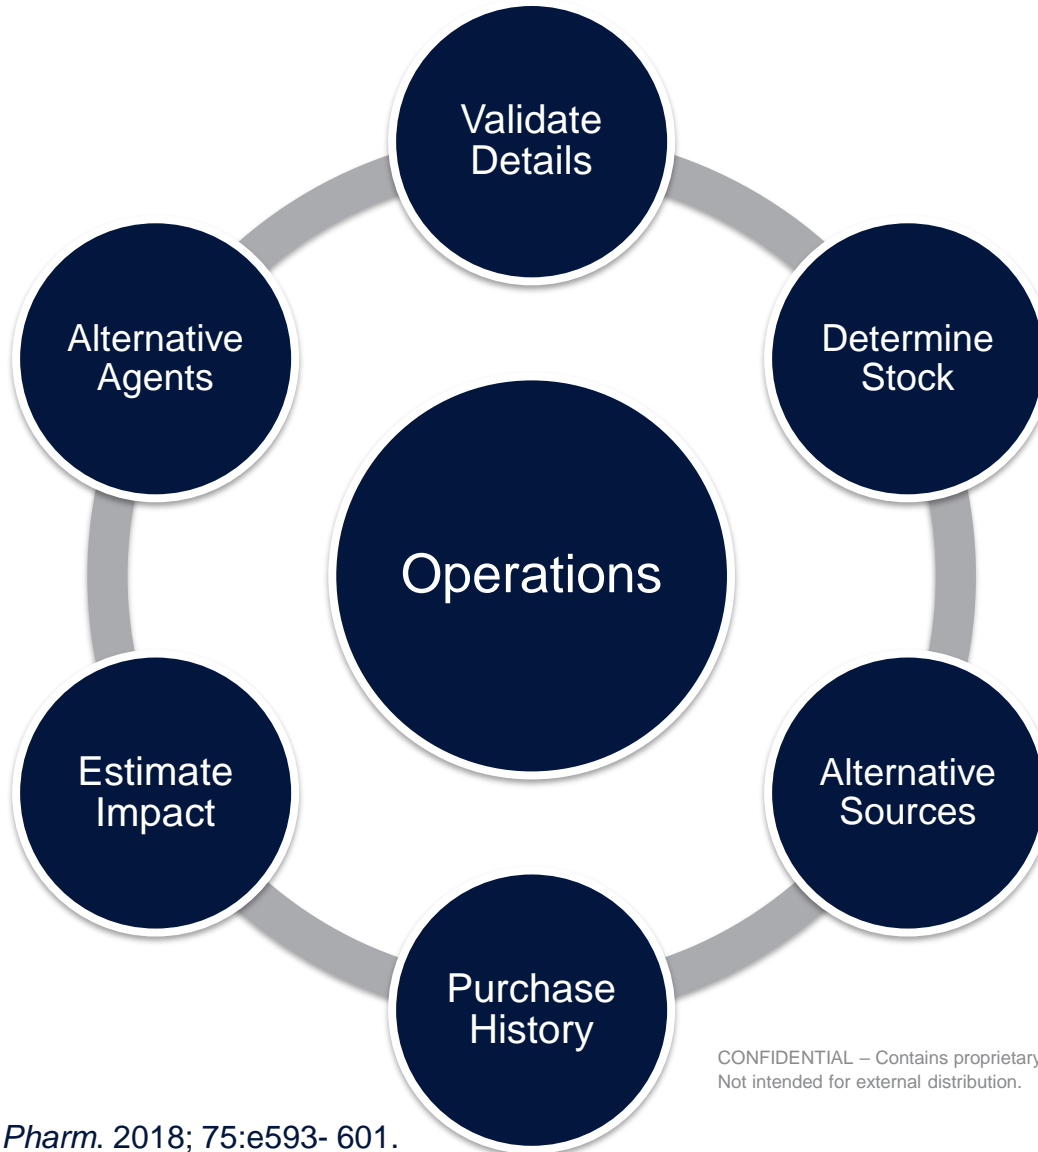 Validate
Details
Determine
Stock
Alternative
Sources
Purchase
History
Estimate
Impact
Alternative
Agents
Operations
CONFIDENTIAL – Contains proprietary
Not intended for external distribution.
Pharm. 2018; 75:e593- 601.